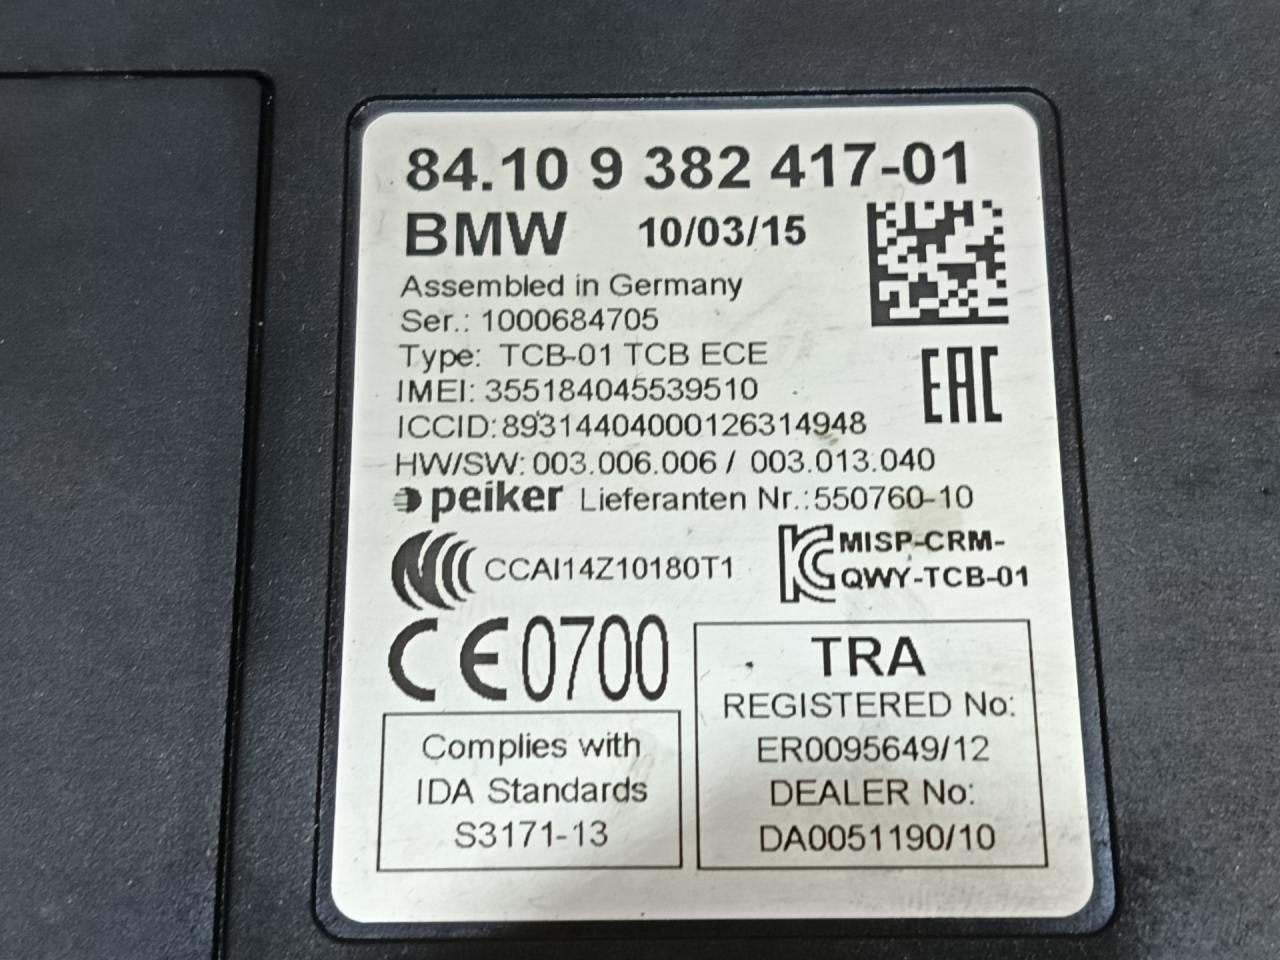 84.10 9 382 417-01
BMW 10/03/15
Assembled in Germany
Ser.: 1000684705
Type: TCB-01 TCB ECE
IMEI: 355184045539510
ICCID: 89314404000126314948
HW/SW: 003.006.006 / 003.013.040
peiker Lieferanten Nr.:550760-10
EAC
CCAI14Z10180T1
MISP-CRM-
QWY-TCB-01
CE0700
Complies with
IDA Standards
S3171-13
TRA
REGISTERED No:
ER0095649/12
DEALER No:
DA0051190/10